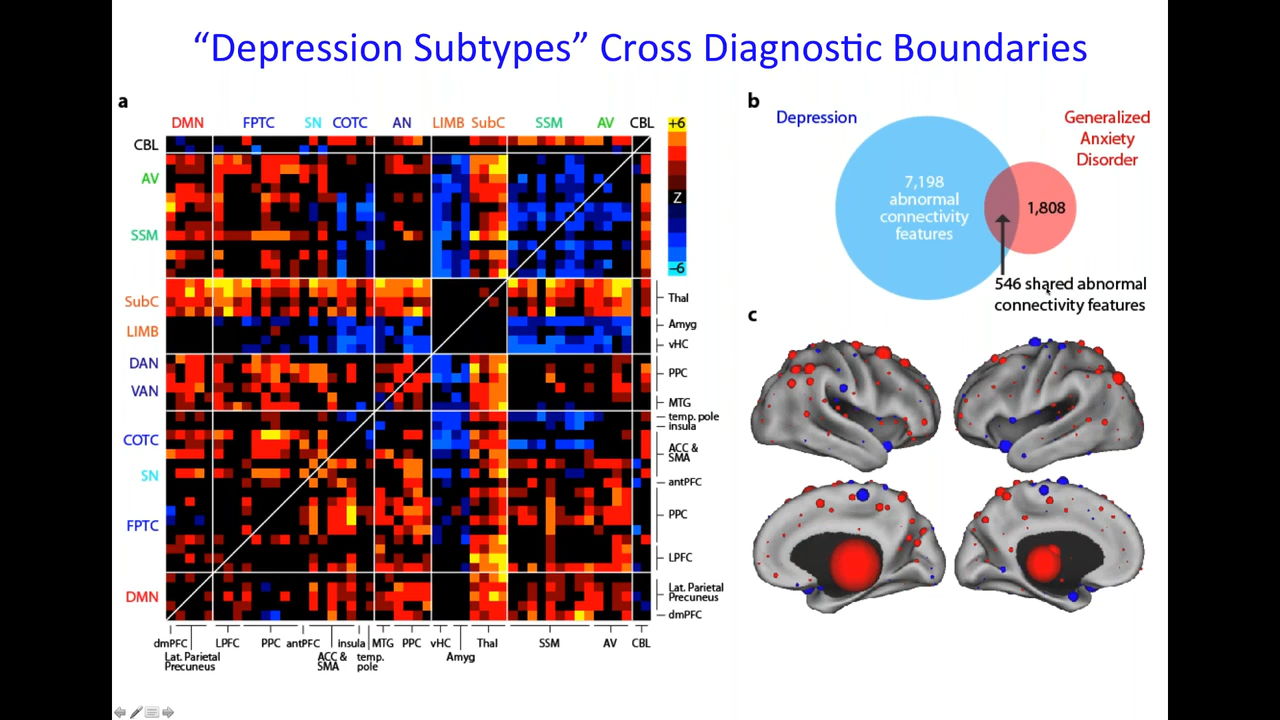 “Depression Subtypes” Cross Diagnostic Boundaries
a
DMN FPTC SN COTC AN LIMB SubC SSM AV CBL
CBL
AV
SSM
SubC
LIMB
DAN
VAN
COTC
SN
FPTC
DMN
+6
Z
−6
Thal
Amyg
vHC
PPC
MTG
temp. pole
insula
ACC &
SMA
antPFC
PPC
LPFC
Lat. Parietal
Precuneus
dmPFC
dmPFC LPFC PPC antPFC insula MTG PPC vHC Thal SSM AV CBL
Lat. Parietal
Precuneus
ACC &
SMA
temp.
pole
Amyg
b
Depression
Generalized
Anxiety
Disorder
7,198
abnormal
connectivity
features
1,808
546 shared abnormal
connectivity features
c